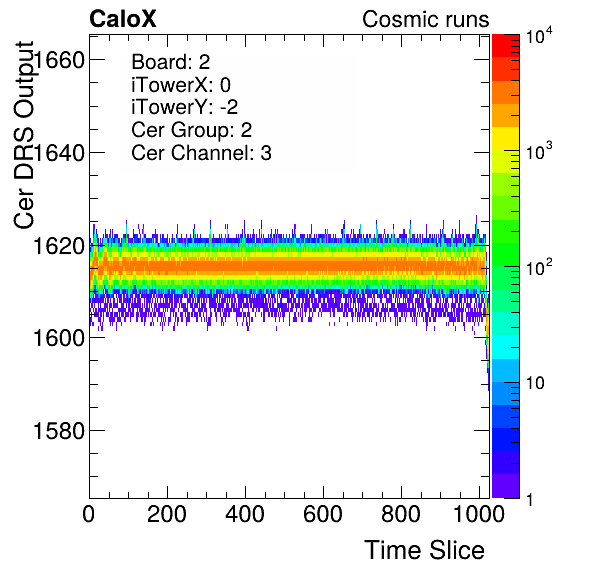 CaloX Cosmic runs
Board: 2
iTowerX: 0
iTowerY: -2
Cer Group: 2
Cer Channel: 3
Cer DRS Output
1660
1640
1620
1600
1580
0 200 400 600 800 1000
Time Slice
10^4
10^3
10^2
10
1